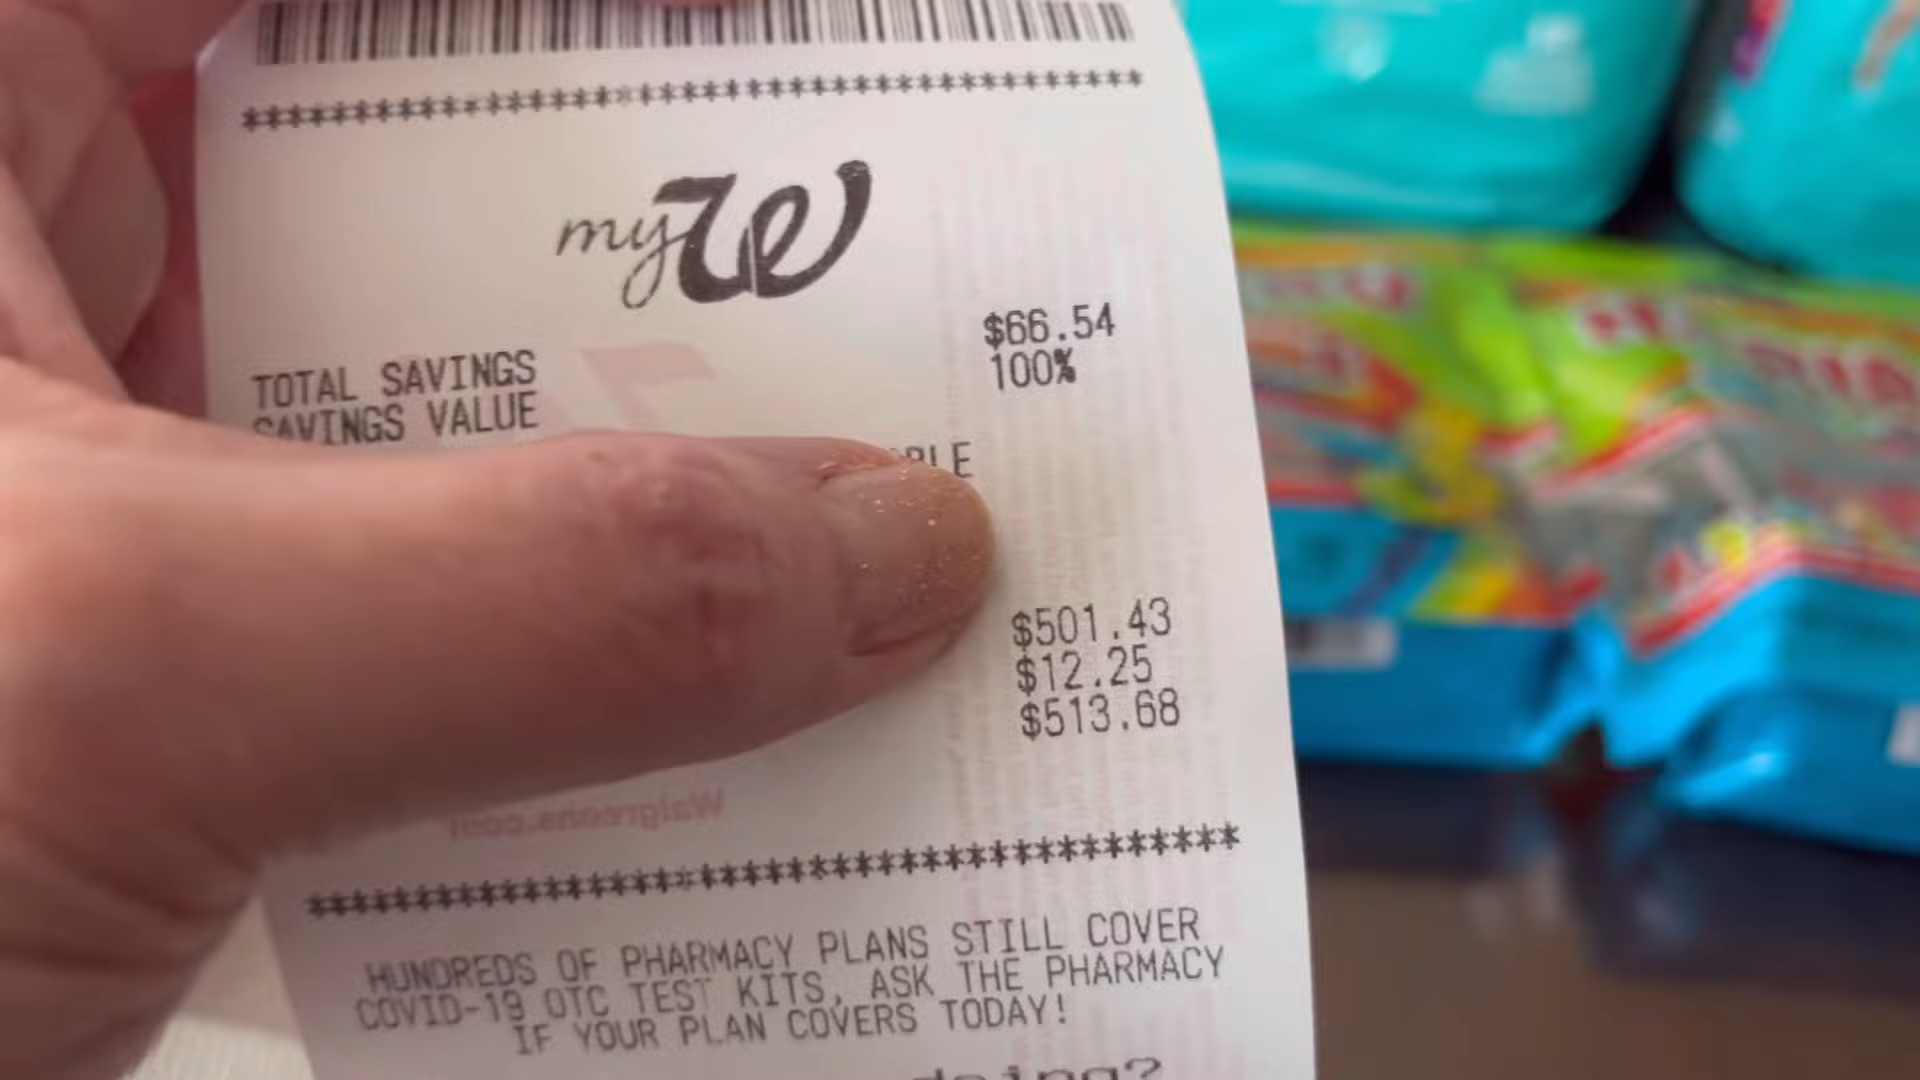 ****************************************
myW
TOTAL SAVINGS $66.54
SAVINGS VALUE 100%
$501.43
$12.25
$513.68
Walgreens.com
****************************************
HUNDREDS OF PHARMACY PLANS STILL COVER
COVID-19 OTC TEST KITS, ASK THE PHARMACY
IF YOUR PLAN COVERS TODAY!
doing?